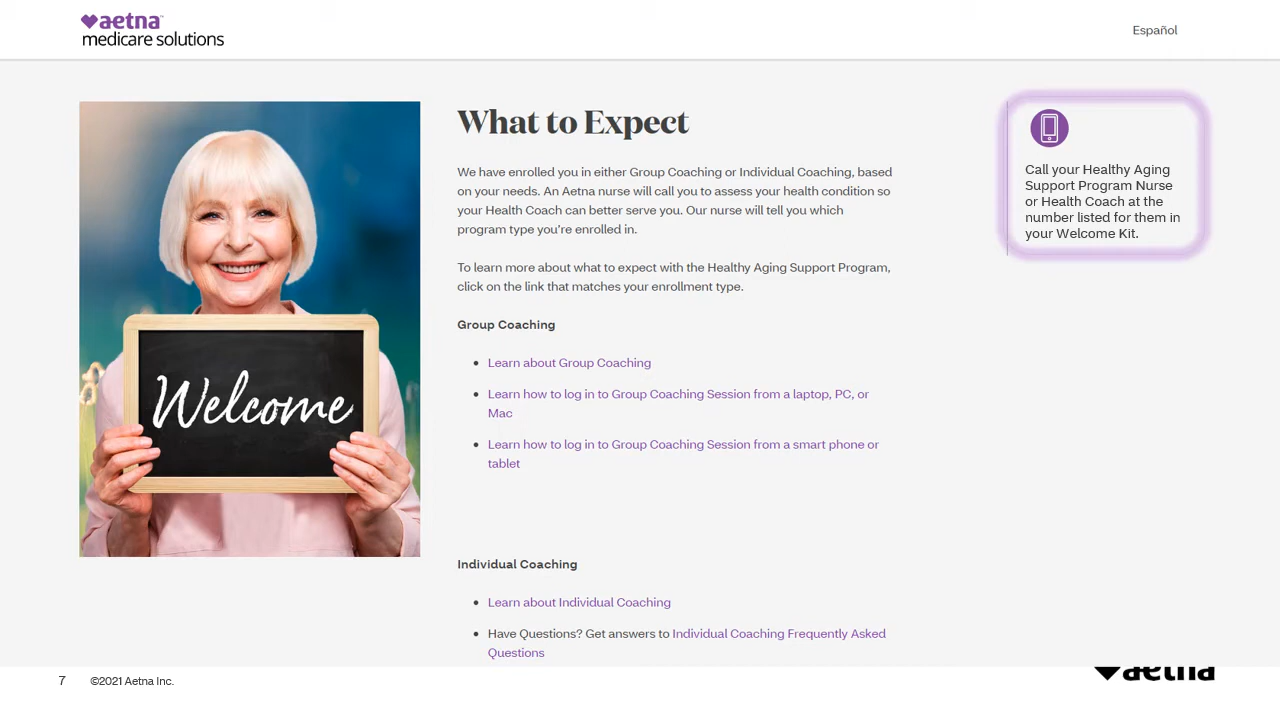 aetna™
medicare solutions
Español
Welcome
What to Expect
We have enrolled you in either Group Coaching or Individual Coaching, based
on your needs. An Aetna nurse will call you to assess your health condition so
your Health Coach can better serve you. Our nurse will tell you which
program type you're enrolled in.
To learn more about what to expect with the Healthy Aging Support Program,
click on the link that matches your enrollment type.
Group Coaching
• Learn about Group Coaching
• Learn how to log in to Group Coaching Session from a laptop, PC, or
Mac
• Learn how to log in to Group Coaching Session from a smart phone or
tablet
Individual Coaching
• Learn about Individual Coaching
• Have Questions? Get answers to Individual Coaching Frequently Asked
Questions
Call your Healthy Aging
Support Program Nurse
or Health Coach at the
number listed for them in
your Welcome Kit.
7 ©2021 Aetna Inc.
aetna